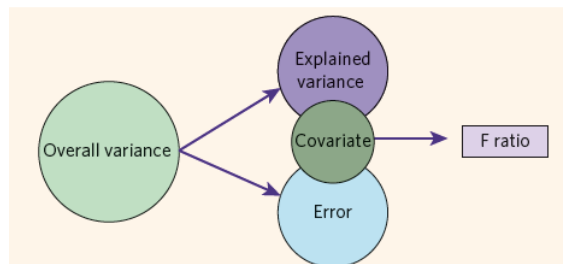 Explained
variance
Overall variance
Covariate
F ratio
Error